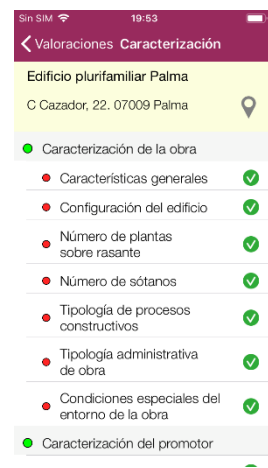 Sin SIM 19:53
Valoraciones Caracterización
Edificio plurifamiliar Palma
C Cazador, 22. 07009 Palma
Caracterización de la obra
Características generales
Configuración del edificio
Número de plantas
sobre rasante
Número de sótanos
Tipología de procesos
constructivos
Tipología administrativa
de obra
Condiciones especiales del
entorno de la obra
Caracterización del promotor